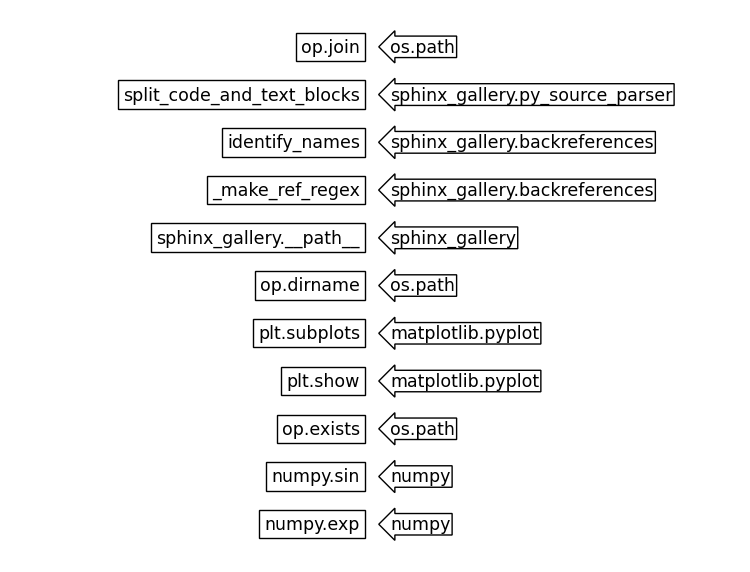 op.join os.path
split_code_and_text_blocks sphinx_gallery.py_source_parser
identify_names sphinx_gallery.backreferences
_make_ref_regex sphinx_gallery.backreferences
sphinx_gallery.__path__ sphinx_gallery
op.dirname os.path
plt.subplots matplotlib.pyplot
plt.show matplotlib.pyplot
op.exists os.path
numpy.sin numpy
numpy.exp numpy